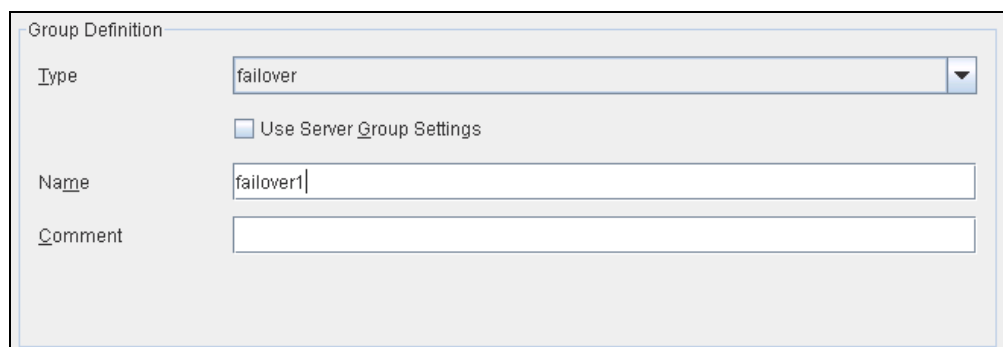 Group Definition
Type failover
Use Server Group Settings
Name failover1
Comment